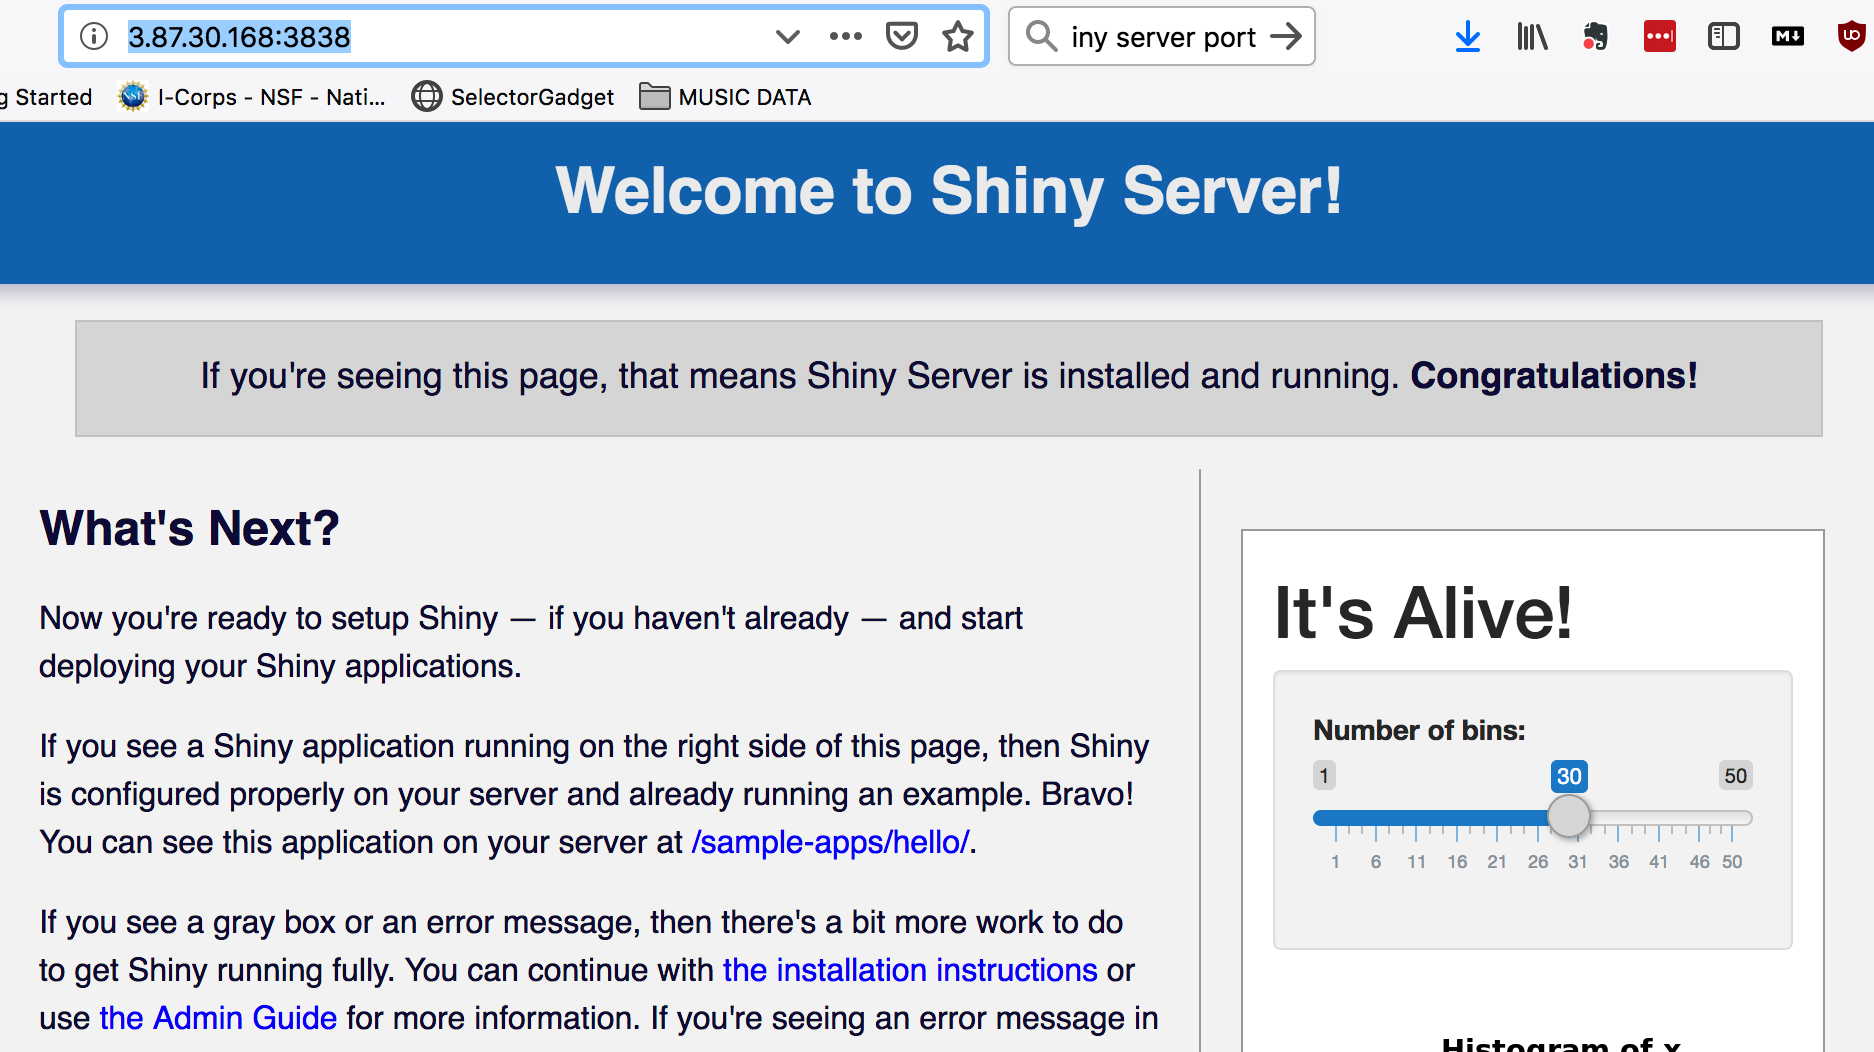 3.87.30.168:3838
iny server port
g Started
I-Corps - NSF - Nati...
SelectorGadget
MUSIC DATA
Welcome to Shiny Server!
If you're seeing this page, that means Shiny Server is installed and running. Congratulations!
What's Next?
Now you're ready to setup Shiny — if you haven't already — and start
deploying your Shiny applications.
If you see a Shiny application running on the right side of this page, then Shiny
is configured properly on your server and already running an example. Bravo!
You can see this application on your server at /sample-apps/hello/.
If you see a gray box or an error message, then there's a bit more work to do
to get Shiny running fully. You can continue with the installation instructions or
use the Admin Guide for more information. If you're seeing an error message in
It's Alive!
Number of bins:
1 30 50
1 6 11 16 21 26 31 36 41 46 50
Histogram of x